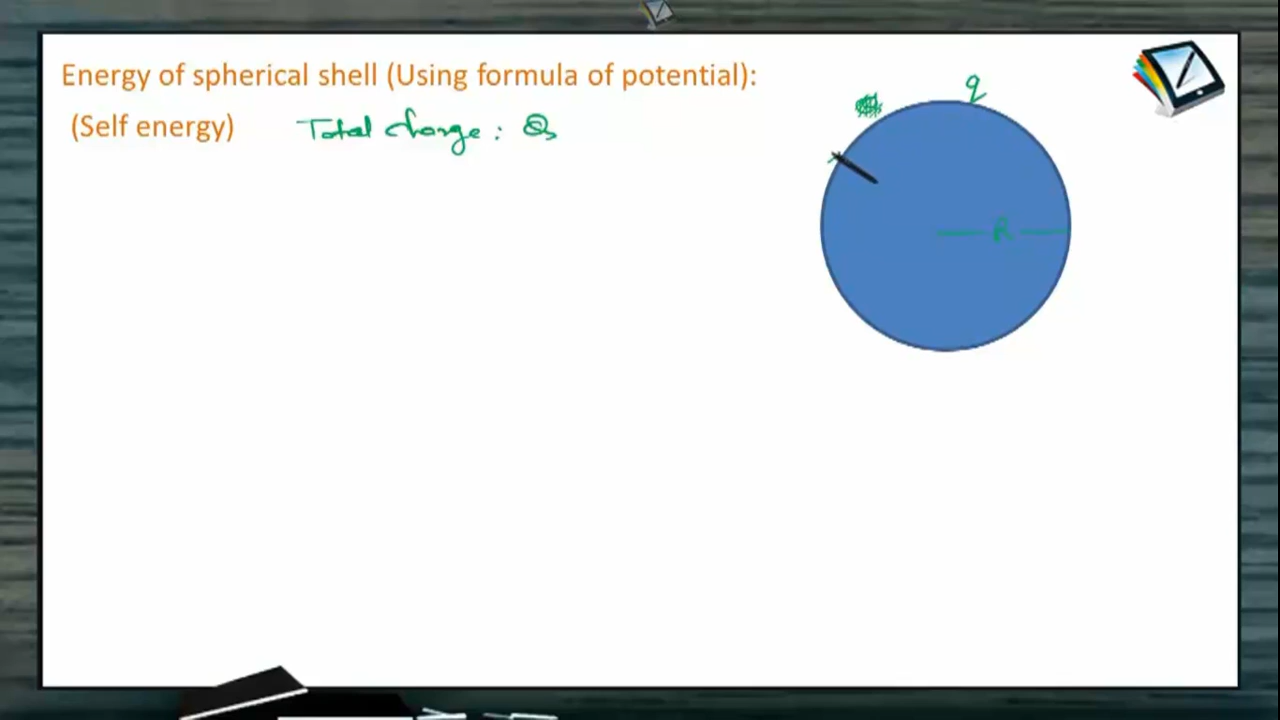 Energy of spherical shell (Using formula of potential):
(Self energy) Total charge: Q
q
R